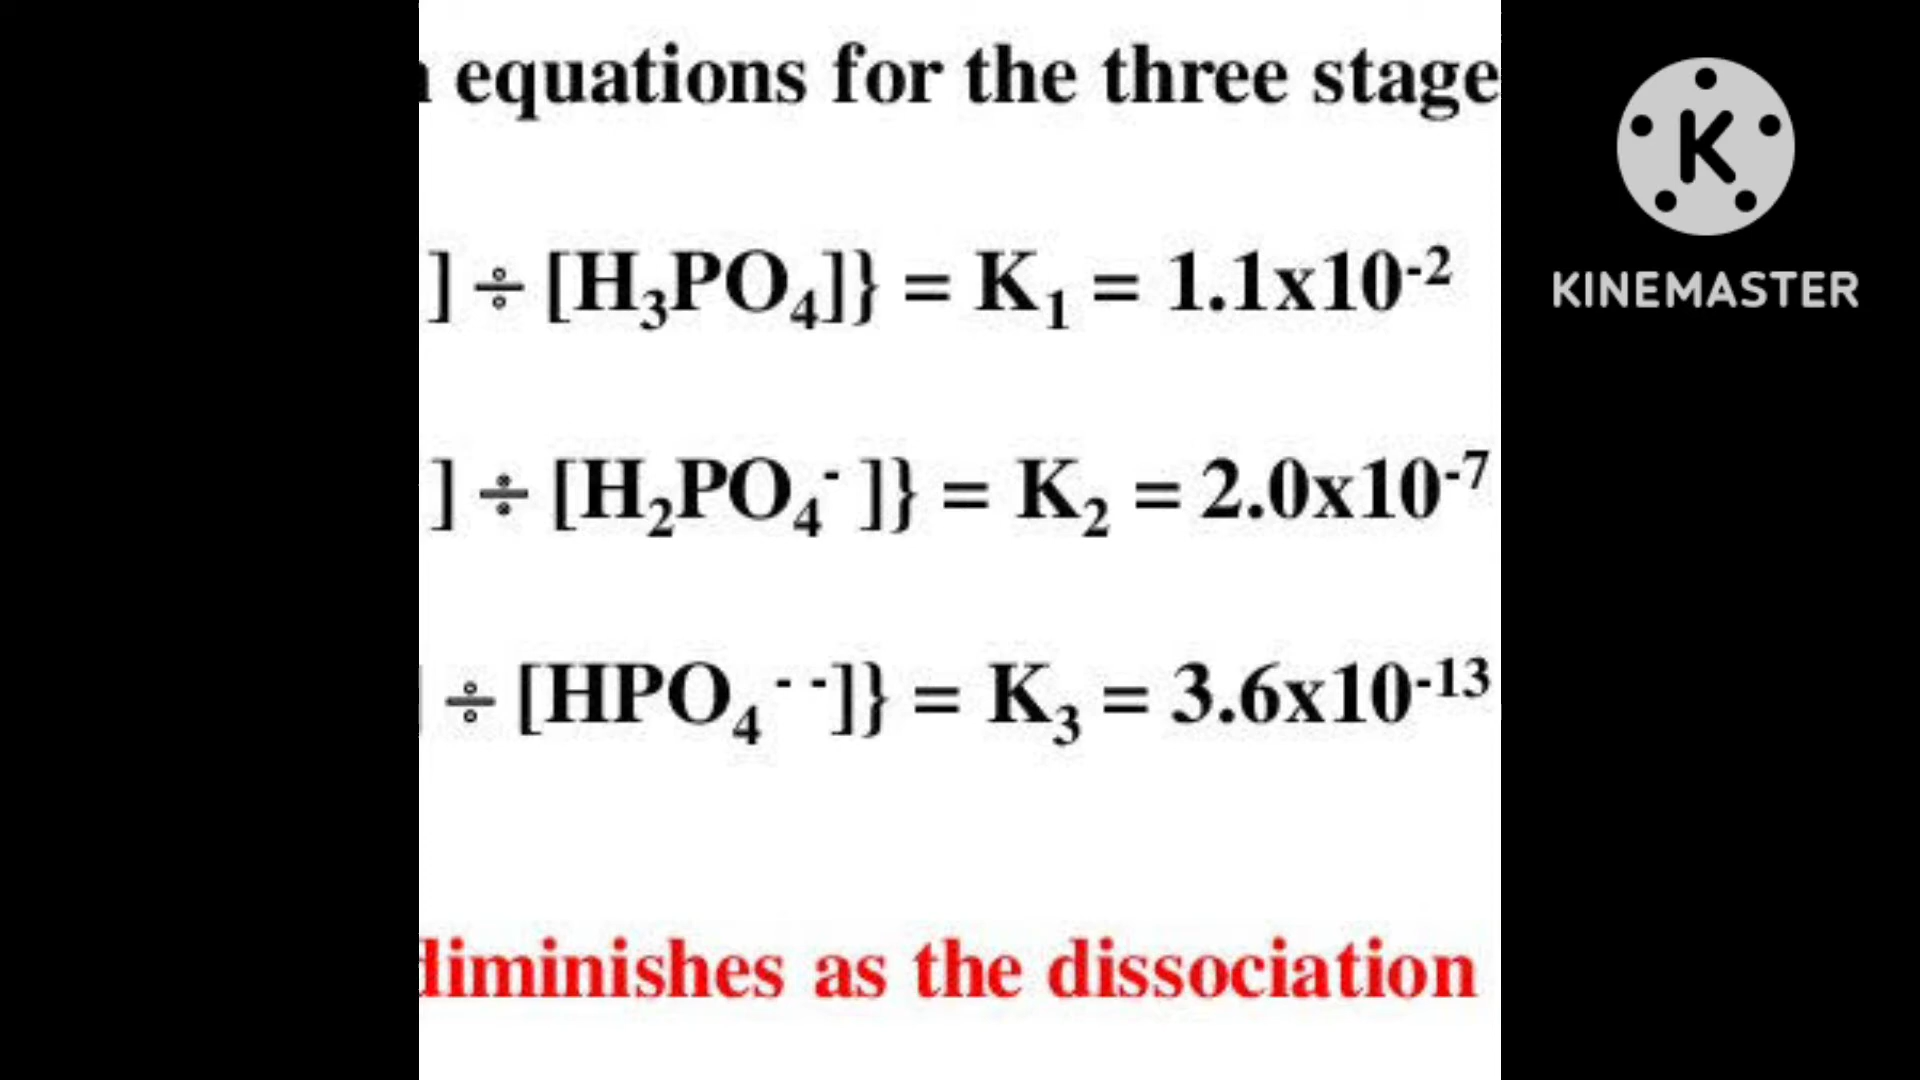 equations for the three stage
] ÷ [H₃PO₄]} = K₁ = 1.1x10⁻²
] ÷ [H₂PO₄⁻ ]} = K₂ = 2.0x10⁻⁷
] ÷ [HPO₄ ⁻ ⁻]} = K₃ = 3.6x10⁻¹³
diminishes as the dissociation
K
KINEMASTER